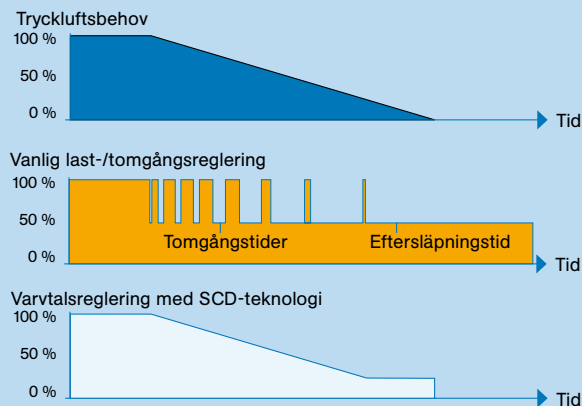 Tryckluftsbehov
100 %
50 %
0 %
Tid
Vanlig last-/tomgångsreglering
100 %
50 %
Tomgångstider
Eftersläpningstid
0 %
Tid
Varvtalsreglering med SCD-teknologi
100 %
50 %
0 %
Tid